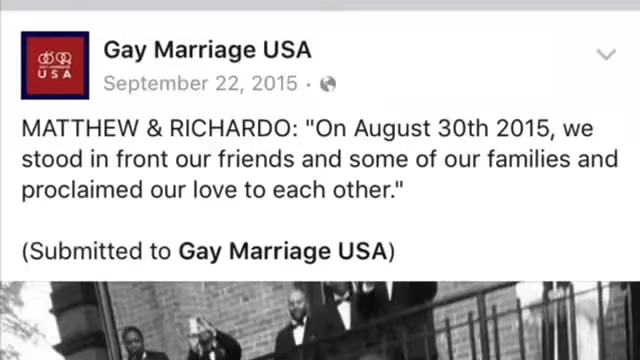 Gay Marriage USA
September 22, 2015 ·
USA
MATTHEW & RICHARDO: "On August 30th 2015, we
stood in front our friends and some of our families and
proclaimed our love to each other."
(Submitted to Gay Marriage USA)